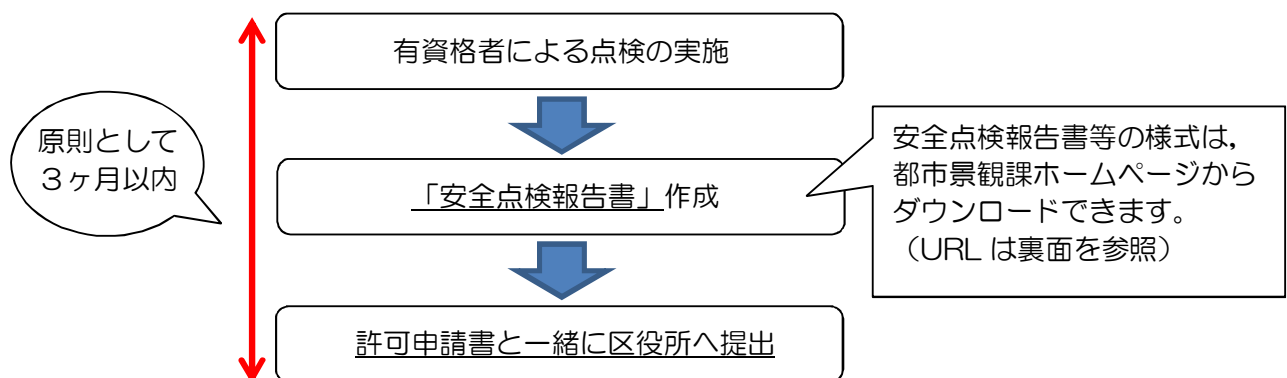 有資格者による点検の実施
原則として
３ヶ月以内
「安全点検報告書」作成
安全点検報告書等の様式は，
都市景観課ホームページから
ダウンロードできます。
（URL は裏面を参照）
許可申請書と一緒に区役所へ提出